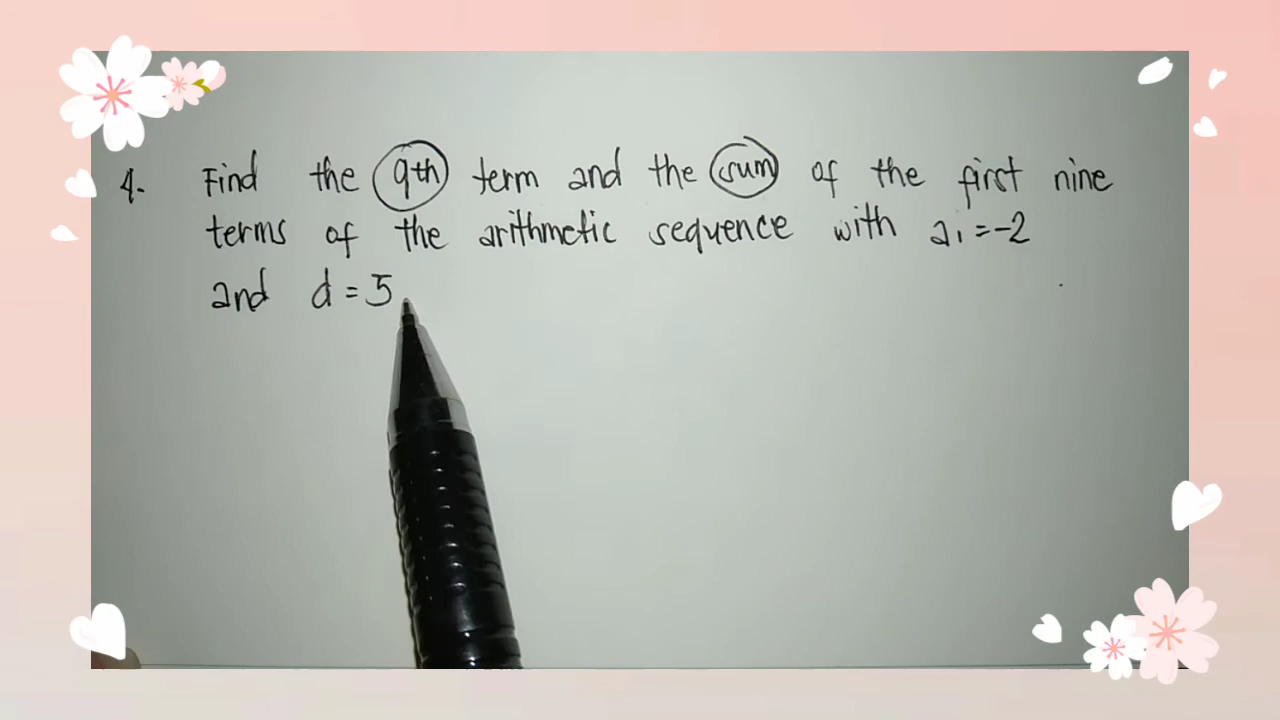 4. Find the 9th term and the sum of the first nine
terms of the arithmetic sequence with a₁ = -2
and d = 5